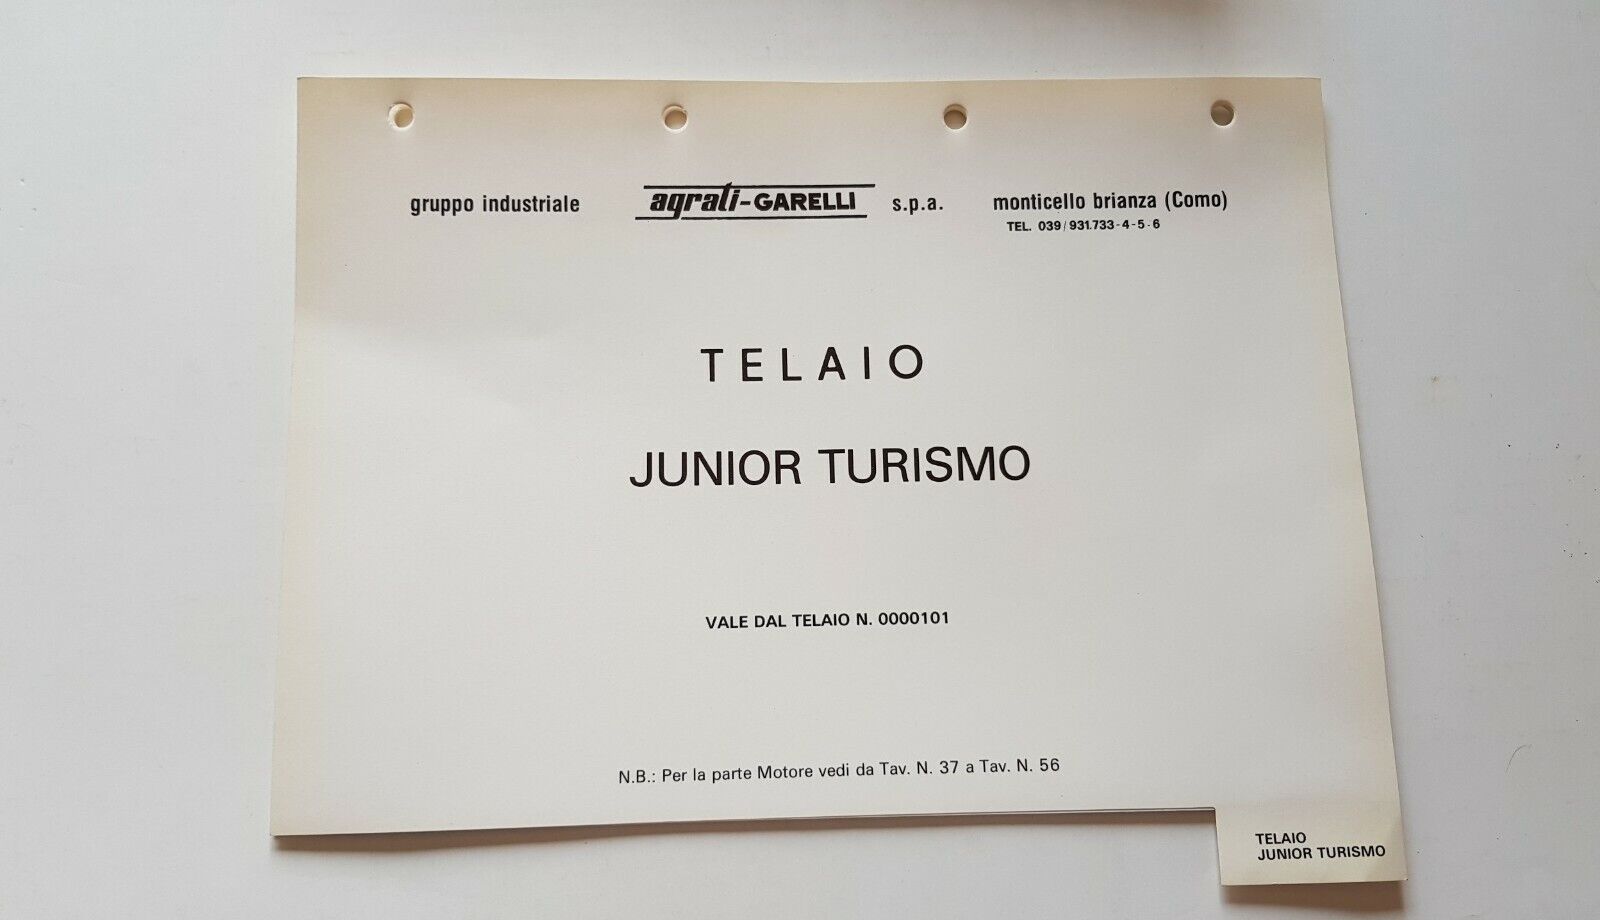 gruppo industriale agrati-GARELLI s.p.a. monticello brianza (Como)
TEL. 039/931.733-4-5-6
TELAIO
JUNIOR TURISMO
VALE DAL TELAIO N. 0000101
N.B.: Per la parte Motore vedi da Tav. N. 37 a Tav. N. 56
TELAIO
JUNIOR TURISMO